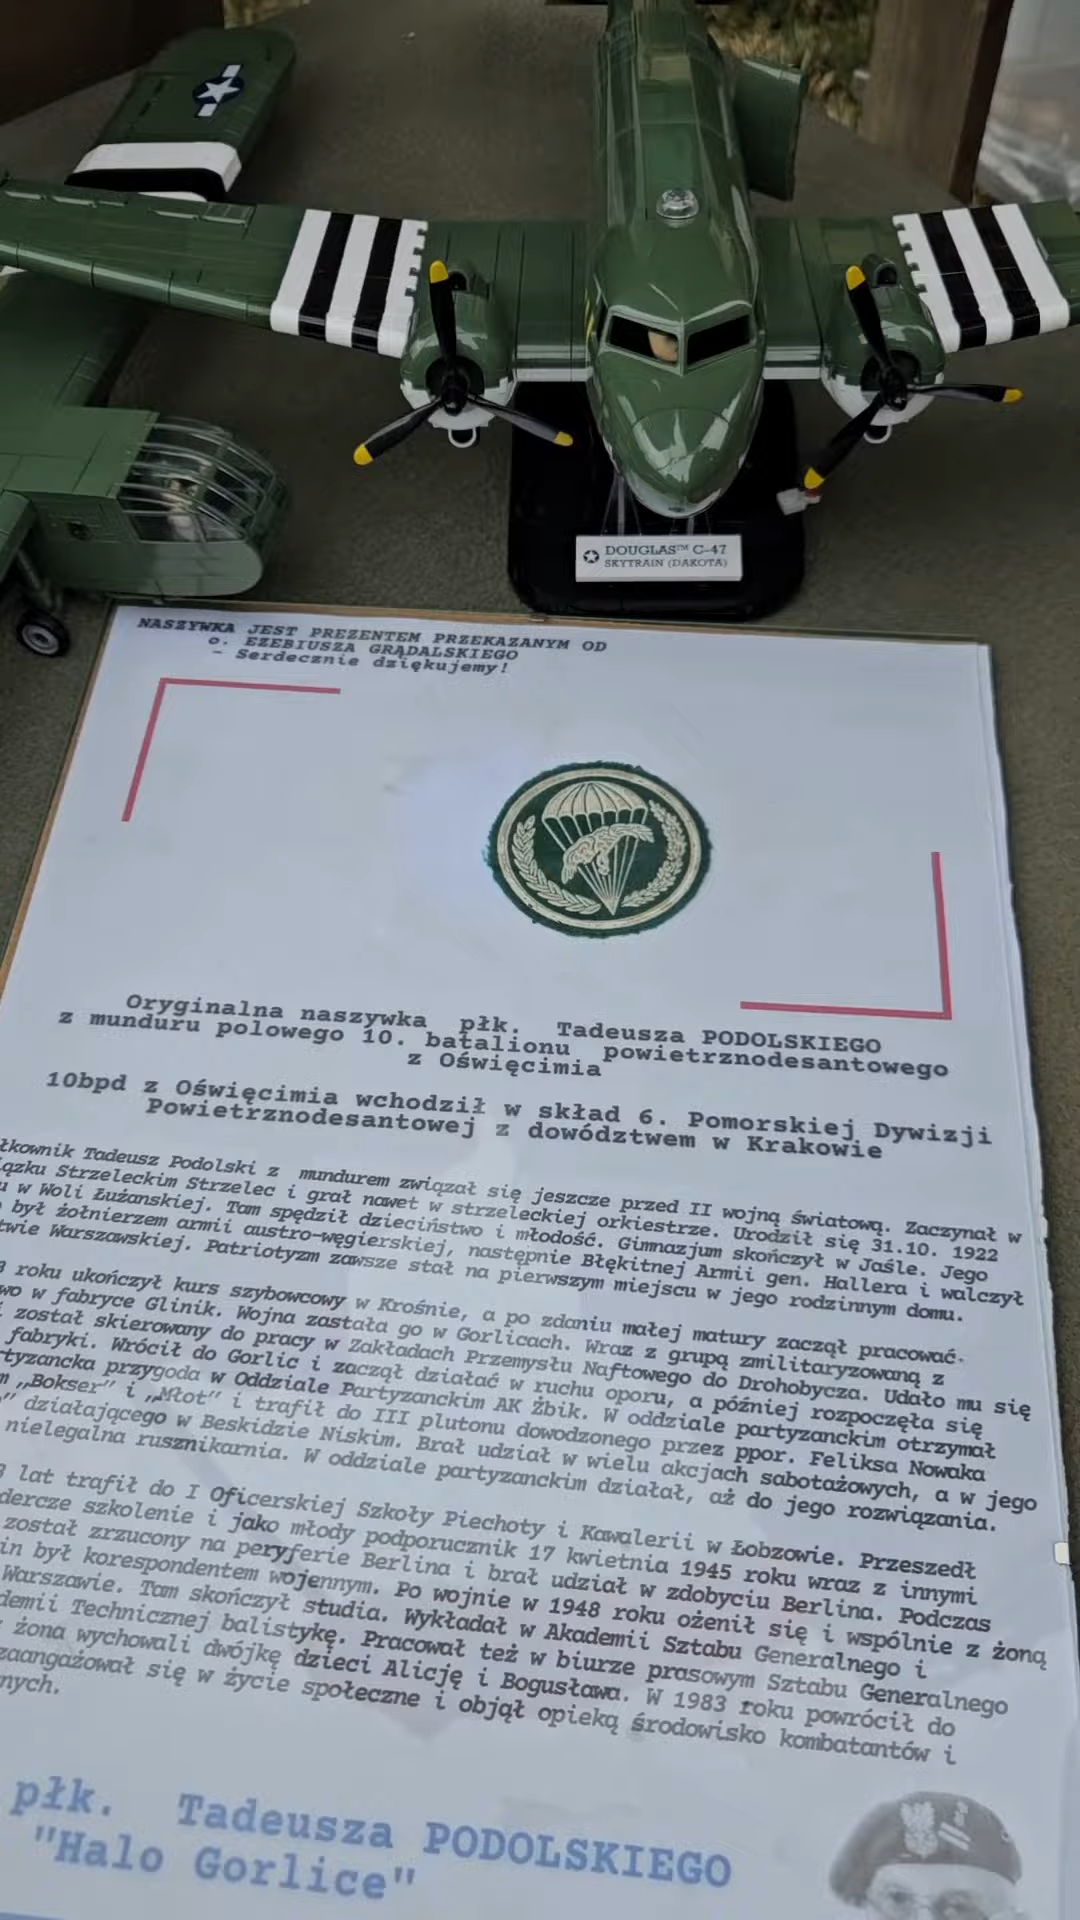 DOUGLAS™ C-47
SKYTRAIN (DAKOTA)
NASZYWKA JEST PREZENTEM PRZEKAZANYM OD
o. EZEBIUSZA GRĄDALSKIEGO
- Serdecznie dziękujemy!
Oryginalna naszywka płk. Tadeusza PODOLSKIEGO
z munduru polowego 10. batalionu powietrznodesantowego
z Oświęcimia
10bpd z Oświęcimia wchodził w skład 6. Pomorskiej Dywizji
Powietrznodesantowej z dowództwem w Krakowie
łkownik Tadeusz Podolski z mundurem związał się jeszcze przed II wojną światową. Zaczynał w
iązku Strzeleckim Strzelec i grał nawet w strzeleckiej orkiestrze. Urodził się 31.10. 1922
u w Woli Łużanskiej. Tam spędził dzieciństwo i młodość. Gimnazjum skończył w Jaśle. Jego
był żołnierzem armii austro-węgierskiej, następnie Błękitnej Armii gen. Hallera i walczył
twie Warszawskiej. Patriotyzm zawsze stał na pierwszym miejscu w jego rodzinnym domu.
roku ukończył kurs szybowcowy w Krośnie, a po zdaniu małej matury zaczął pracować
wo w fabryce Glinik. Wojna zastała go w Gorlicach. Wraz z grupą zmilitaryzowaną z
został skierowany do pracy w Zakładach Przemysłu Naftowego do Drohobycza. Udało mu się
fabryki. Wrócił do Gorlic i zaczął działać w ruchu oporu, a później rozpoczęła się
rtyzancka przygoda w Oddziale Partyzanckim AK Żbik. W oddziale partyzanckim otrzymał
m „Bokser" i „Młot" i trafił do III plutonu dowodzonego przez ppor. Feliksa Nowaka
" działającego w Beskidzie Niskim. Brał udział w wielu akcjach sabotażowych, a w jego
nielegalna rusznikarnia. W oddziale partyzanckim działał, aż do jego rozwiązania.
lat trafił do I Oficerskiej Szkoły Piechoty i Kawalerii w Łobzowie. Przeszedł
dercze szkolenie i jako młody podporucznik 17 kwietnia 1945 roku wraz z innymi
został zrzucony na peryferie Berlina i brał udział w zdobyciu Berlina. Podczas
in był korespondentem wojennym. Po wojnie w 1948 roku ożenił się i wspólnie z żoną
Warszawie. Tam skończył studia. Wykładał w Akademii Sztabu Generalnego i
demii Technicznej balistykę. Pracował też w biurze prasowym Sztabu Generalnego
żona wychowali dwójkę dzieci Alicję i Bogusława. W 1983 roku powrócił do
zaangażował się w życie społeczne i objął opieką środowisko kombatantów i
nych.
płk. Tadeusza PODOLSKIEGO
"Halo Gorlice"